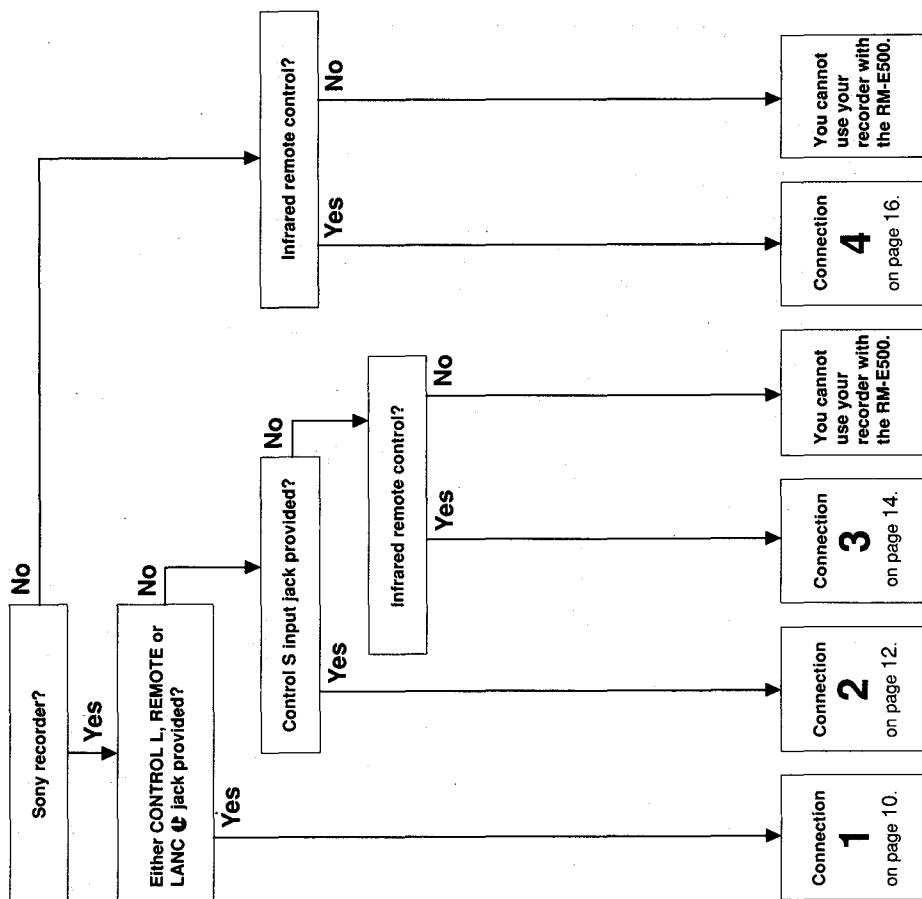 Sony recorder?
No
Yes
Either CONTROL L, REMOTE or
LANC jack provided?
No
Yes
Control S input jack provided?
No
Yes
Infrared remote control?
No
Yes
Infrared remote control?
No
Yes
Connection
1
on page 10.
Connection
2
on page 12.
Connection
3
on page 14.
You cannot
use your
recorder with
the RM-E500.
Connection
4
on page 16.
You cannot
use your
recorder with
the RM-E500.